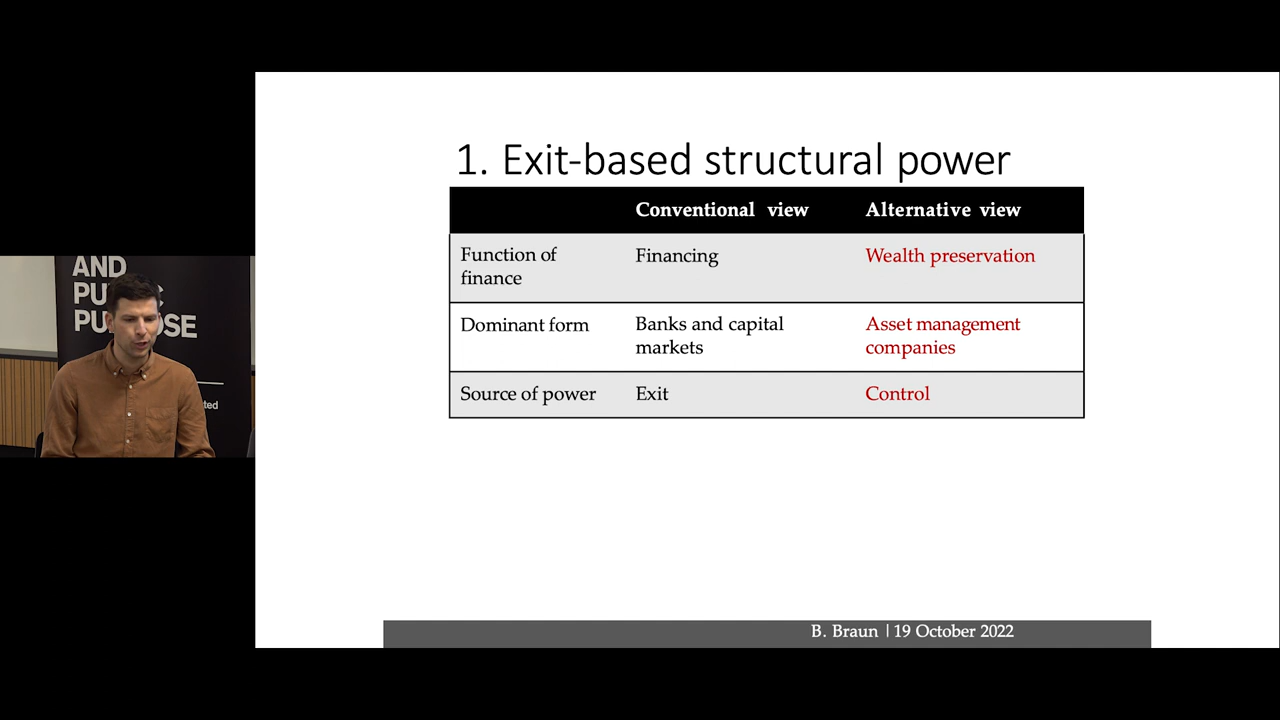 AND
PU C
PU OSE
ted
1. Exit-based structural power
Conventional view Alternative view
Function of finance Financing Wealth preservation
Dominant form Banks and capital markets Asset management companies
Source of power Exit Control
B. Braun | 19 October 2022